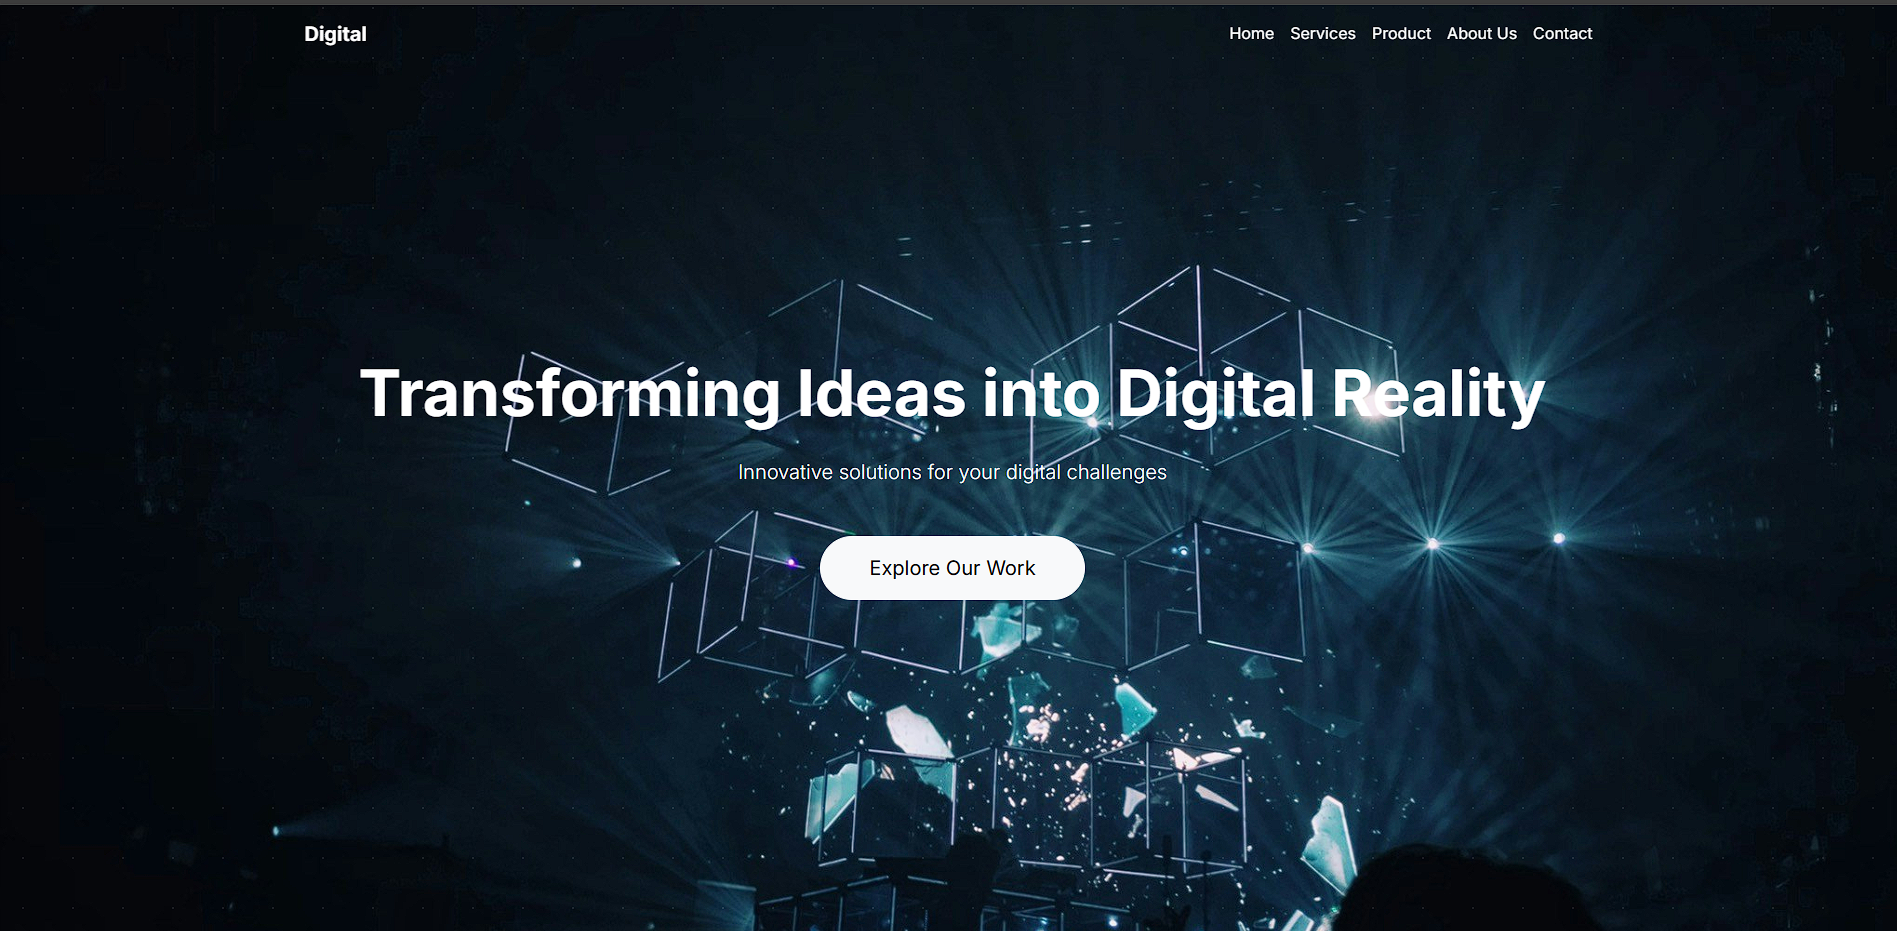 Digital
Home Services Product About Us Contact
Transforming Ideas into Digital Reality
Innovative solutions for your digital challenges
Explore Our Work